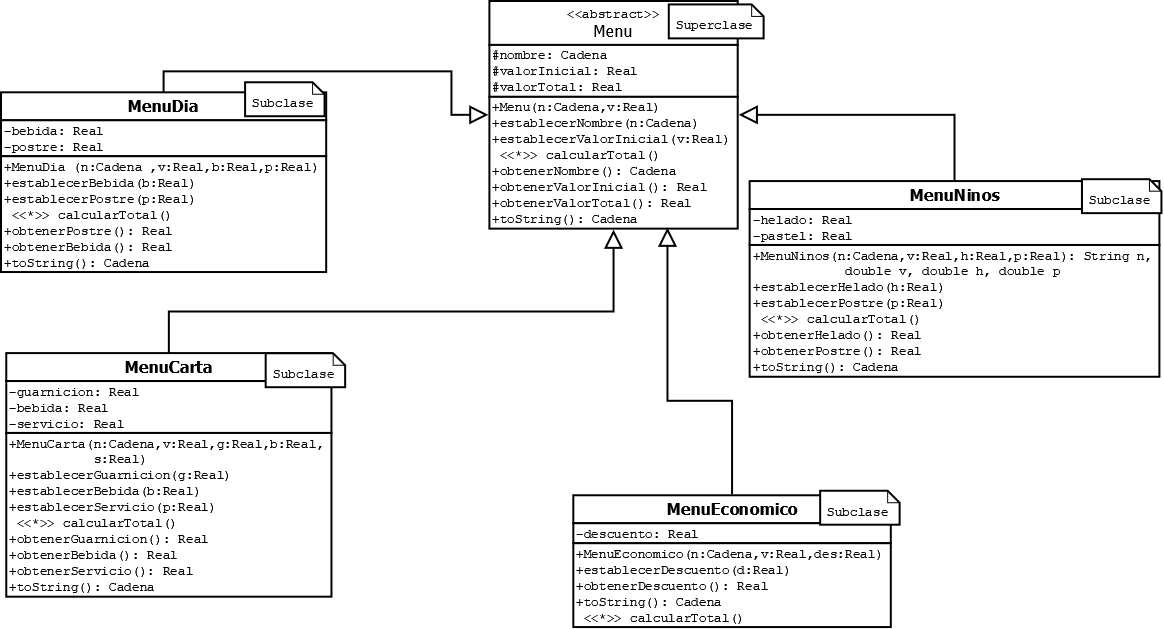 <<abstract>>
Menu
Superclase
#nombre: Cadena
#valorInicial: Real
#valorTotal: Real
+Menu(n:Cadena,v:Real)
+establecerNombre(n:Cadena)
+establecerValorInicial(v:Real)
<<*>> calcularTotal()
+obtenerNombre(): Cadena
+obtenerValorInicial(): Real
+obtenerValorTotal(): Real
+toString(): Cadena
MenuDia
Subclase
-bebida: Real
-postre: Real
+MenuDia (n:Cadena ,v:Real,b:Real,p:Real)
+establecerBebida(b:Real)
+establecerPostre(p:Real)
<<*>> calcularTotal()
+obtenerPostre(): Real
+obtenerBebida(): Real
+toString(): Cadena
MenuNinos
Subclase
-helado: Real
-pastel: Real
+MenuNinos(n:Cadena,v:Real,h:Real,p:Real): String n,
double v, double h, double p
+establecerHelado(h:Real)
+establecerPostre(p:Real)
<<*>> calcularTotal()
+obtenerHelado(): Real
+obtenerPostre(): Real
+toString(): Cadena
MenuCarta
Subclase
-guarnicion: Real
-bebida: Real
-servicio: Real
+MenuCarta(n:Cadena,v:Real,g:Real,b:Real,
s:Real)
+establecerGuarnicion(g:Real)
+establecerBebida(b:Real)
+establecerServicio(p:Real)
<<*>> calcularTotal()
+obtenerGuarnicion(): Real
+obtenerBebida(): Real
+obtenerServicio(): Real
+toString(): Cadena
MenuEconomico
Subclase
-descuento: Real
+MenuEconomico(n:Cadena,v:Real,des:Real)
+establecerDescuento(d:Real)
+obtenerDescuento(): Real
+toString(): Cadena
<<*>> calcularTotal()